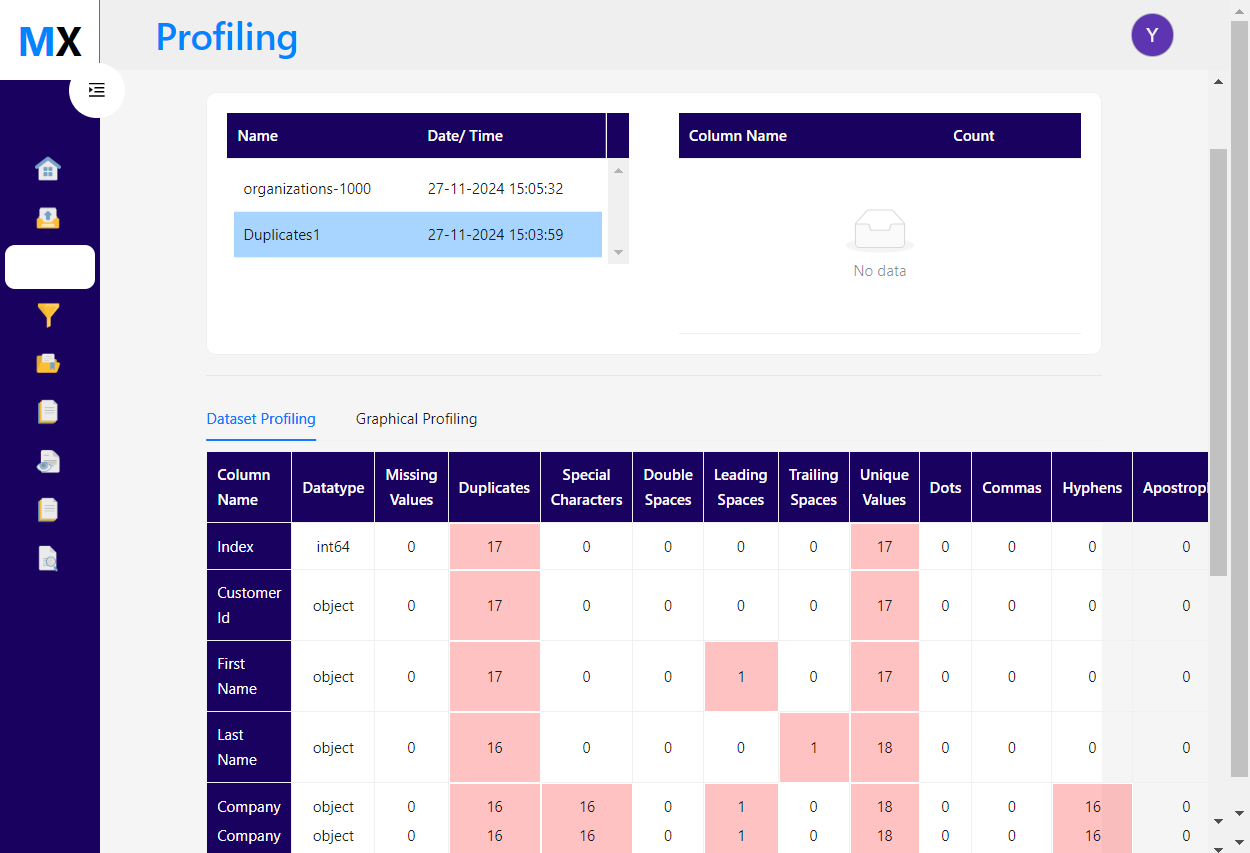 MX
Profiling
Y
Name Date/ Time
organizations-1000 27-11-2024 15:05:32
Duplicates1 27-11-2024 15:03:59
Column Name Count
No data
Dataset Profiling Graphical Profiling
Column Name Datatype Missing Values Duplicates Special Characters Double Spaces Leading Spaces Trailing Spaces Unique Values Dots Commas Hyphens Apostroph
Index int64 0 17 0 0 0 0 17 0 0 0 0
Customer Id object 0 17 0 0 0 0 17 0 0 0 0
First Name object 0 17 0 0 1 0 17 0 0 0 0
Last Name object 0 16 0 0 0 1 18 0 0 0 0
Company object 0 16 16 0 1 0 18 0 0 16 0
Company object 0 16 16 0 1 0 18 0 0 16 0